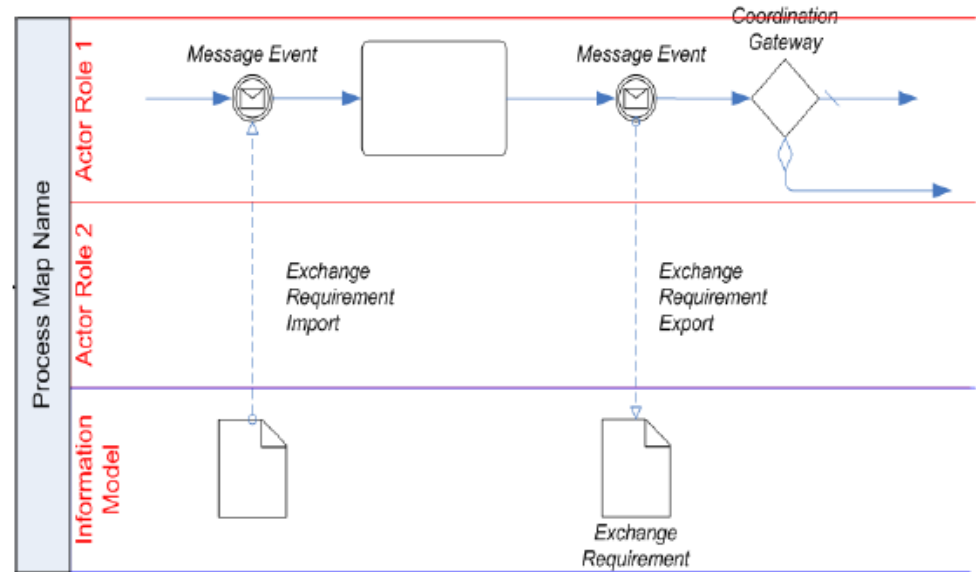 Process Map Name
Actor Role 1
Message Event
Message Event
Coordination
Gateway
Actor Role 2
Exchange
Requirement
Import
Exchange
Requirement
Export
Information
Model
Exchange
Requirement